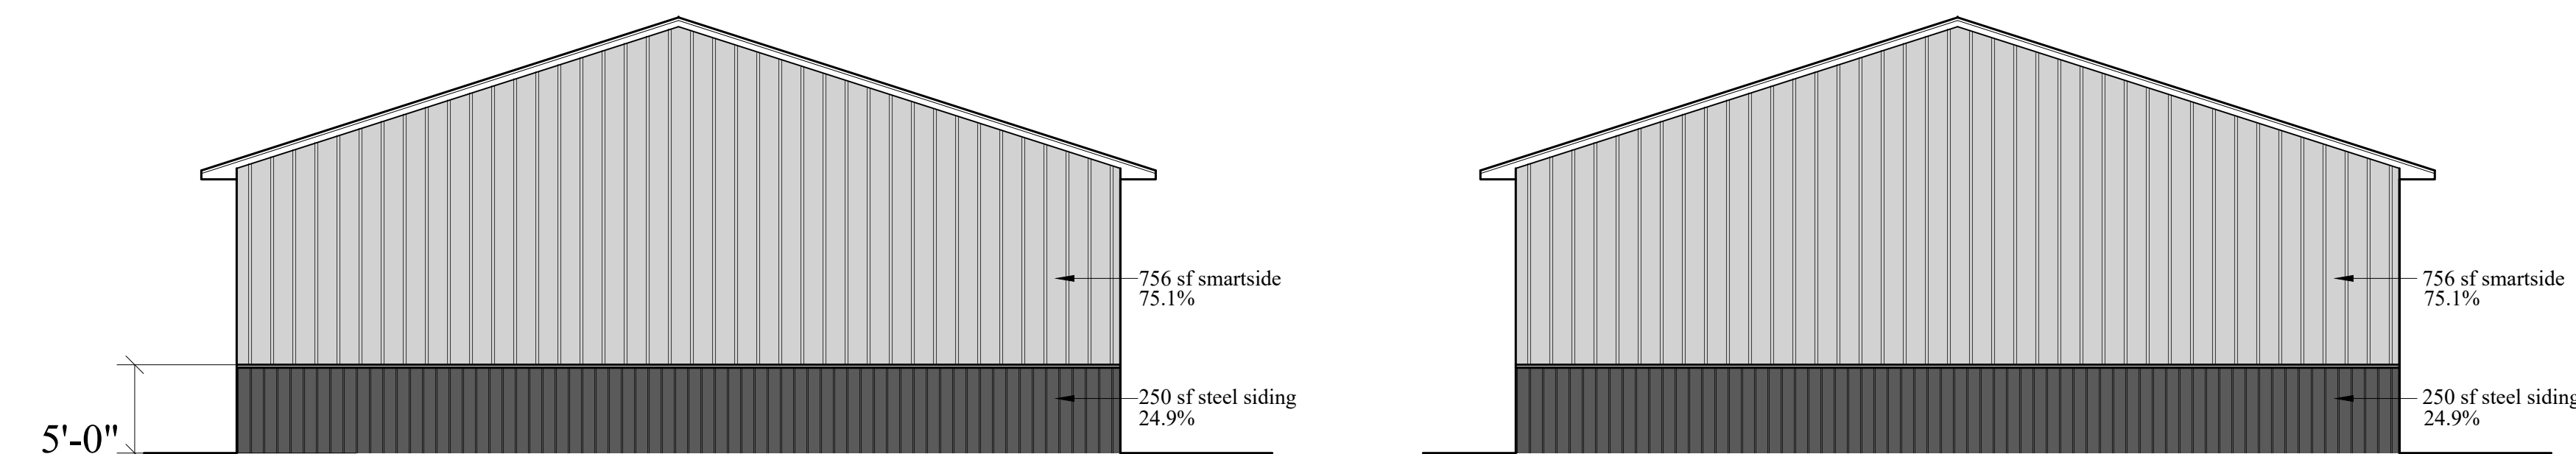 756 sf smartside
75.1%
250 sf steel siding
24.9%
5'-0"
756 sf smartside
75.1%
250 sf steel siding
24.9%